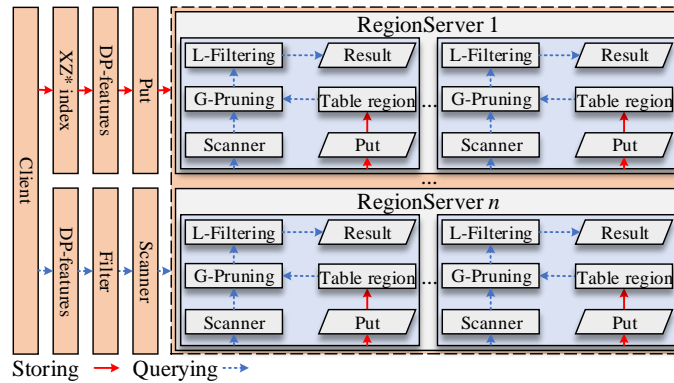 RegionServer 1
L-Filtering Result L-Filtering Result
G-Pruning Table region ... G-Pruning Table region
Scanner Put Scanner Put
...
RegionServer n
L-Filtering Result L-Filtering Result
G-Pruning Table region ... G-Pruning Table region
Scanner Put Scanner Put
Client
XZ* index
DP-features
Put
DP-features
Filter
Scanner
Storing Querying